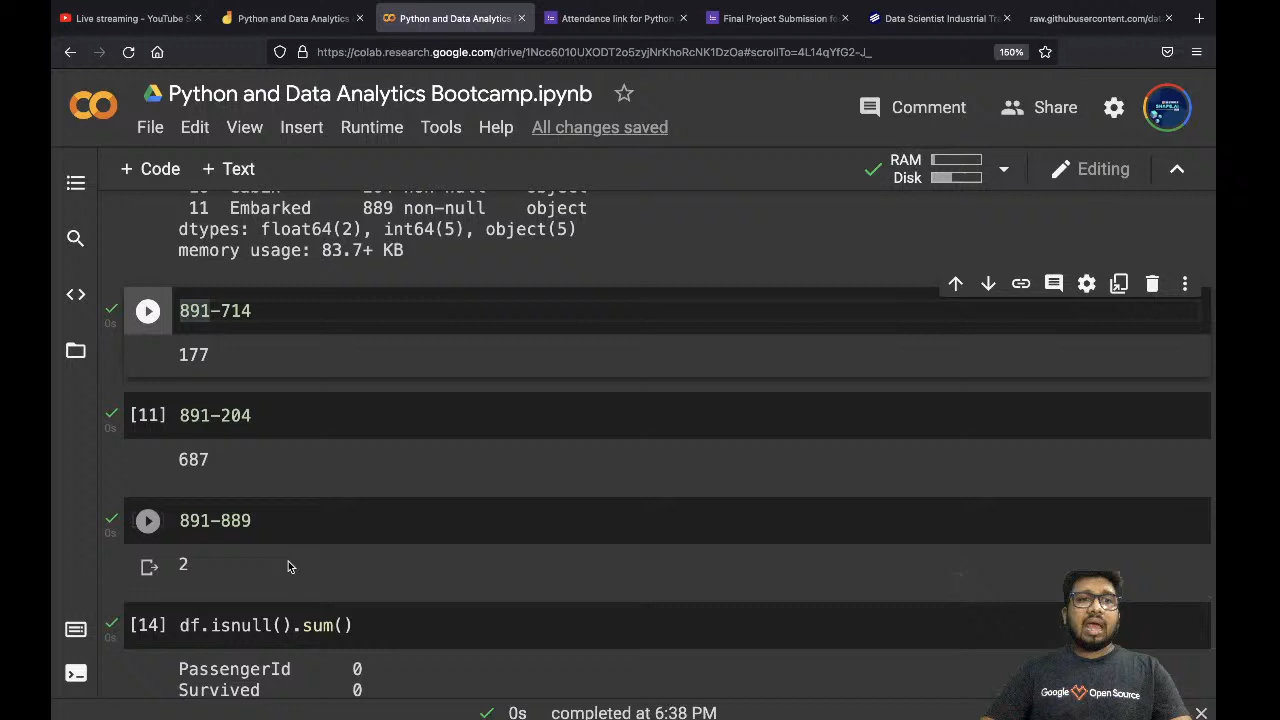 Live streaming - YouTube S
Python and Data Analytics
Python and Data Analytics
Attendance link for Python
Final Project Submission fo
Data Scientist Industrial Tra
raw.githubusercontent.com/dat
https://colab.research.google.com/drive/1Ncc6010UXODT2o5zyjNrKhoRcNK1DzOa#scrollTo=4L14qYfG2-J_
150%
Python and Data Analytics Bootcamp.ipynb
Comment
Share
File Edit View Insert Runtime Tools Help All changes saved
+ Code + Text
RAM
Disk
Editing
11 Embarked 889 non-null object
dtypes: float64(2), int64(5), object(5)
memory usage: 83.7+ KB
0s
891-714
177
0s
[11] 891-204
687
0s
891-889
2
0s
[14] df.isnull().sum()
PassengerId 0
Survived 0
Google Open Source
0s completed at 6:38 PM